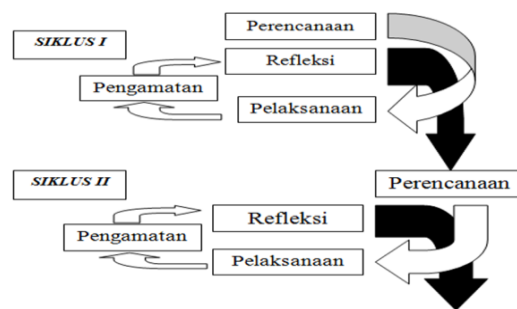 SIKLUS I
Perencanaan
Refleksi
Pengamatan
Pelaksanaan
SIKLUS II
Perencanaan
Refleksi
Pengamatan
Pelaksanaan